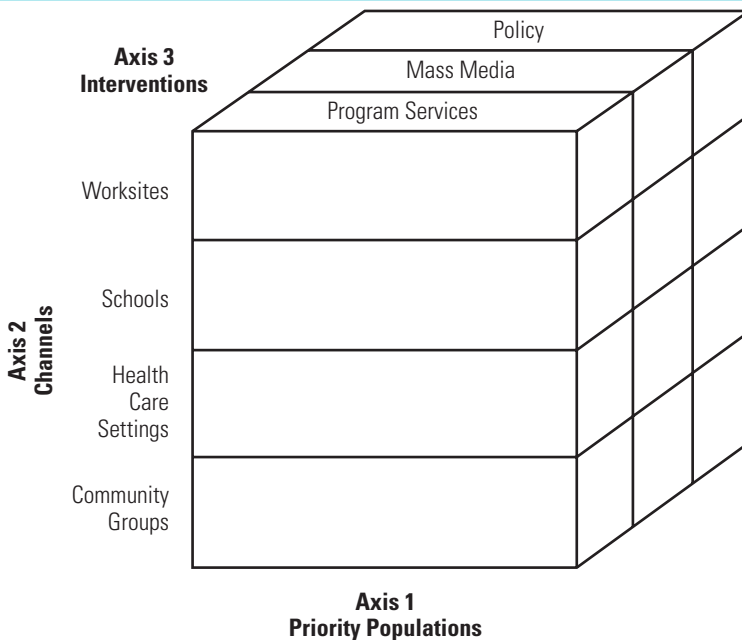 Policy
Mass Media
Program Services
Axis 3
Interventions
Worksites
Schools
Health
Care
Settings
Community
Groups
Axis 2
Channels
Axis 1
Priority Populations